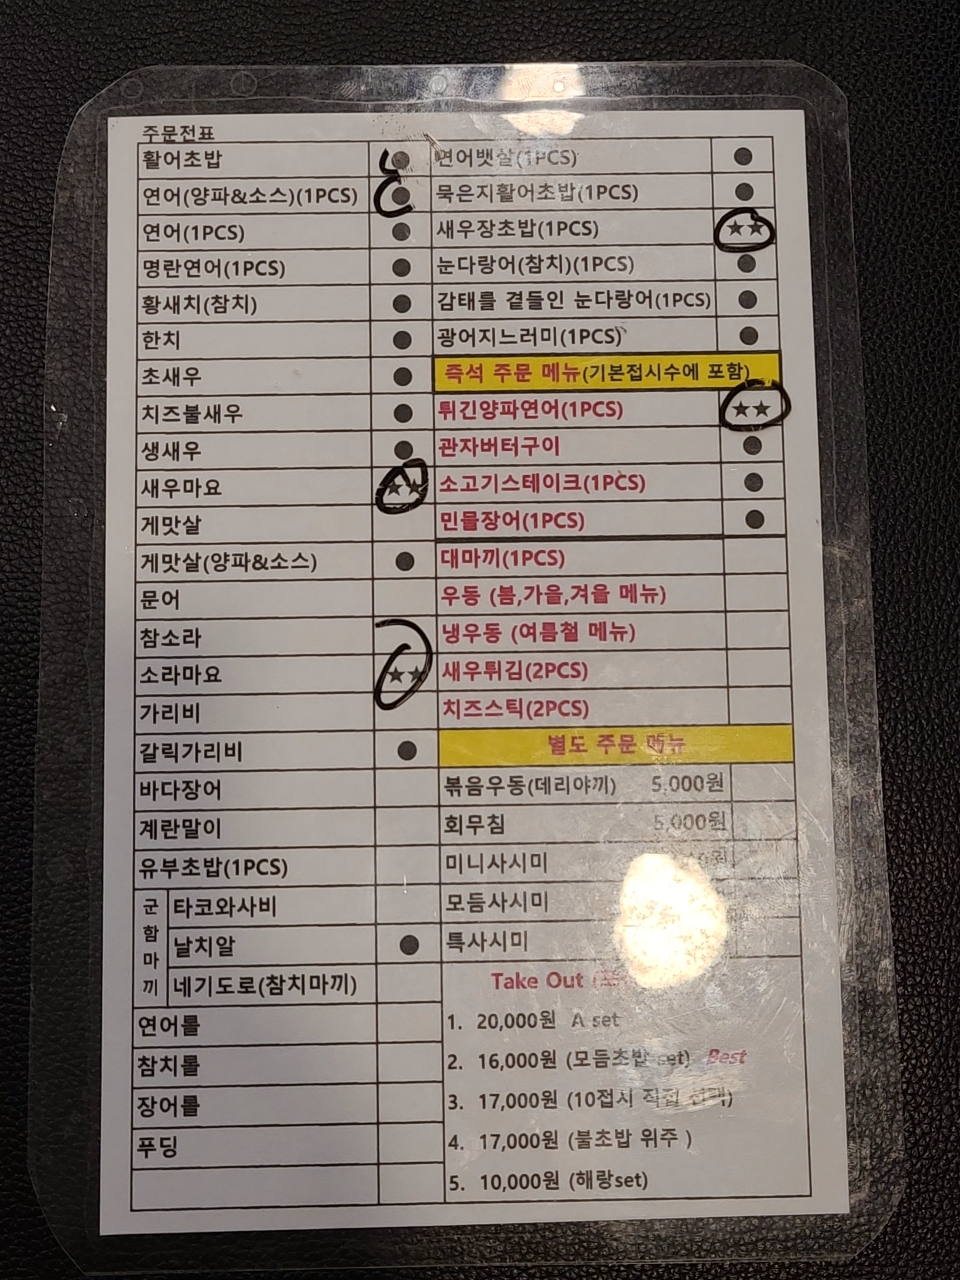 주문전표
활어초밥 ●
연어(양파&소스)(1PCS) ●
연어(1PCS) ●
명란연어(1PCS) ●
황새치(참치) ●
한치 ●
초새우 ●
치즈불새우 ●
생새우 ●
새우마요 ★★
게맛살
게맛살(양파&소스) ●
문어
참소라
소라마요 ★★
가리비
갈릭가리비 ●
바다장어
계란말이
유부초밥(1PCS)
군함마끼
타코와사비
날치알 ●
네기도로(참치마끼)
연어롤
참치롤
장어롤
푸딩
연어뱃살(1PCS) ●
묵은지활어초밥(1PCS) ●
새우장초밥(1PCS) ★★
눈다랑어(참치)(1PCS) ●
감태를 곁들인 눈다랑어(1PCS) ●
광어지느러미(1PCS) ●
즉석 주문 메뉴(기본접시수에 포함)
튀긴양파연어(1PCS) ★★
관자버터구이 ●
소고기스테이크(1PCS) ●
민물장어(1PCS) ●
대마끼(1PCS)
우동 (봄,가을,겨울 메뉴)
냉우동 (여름철 메뉴)
새우튀김(2PCS)
치즈스틱(2PCS)
별도 주문 메뉴
볶음우동(데리야끼) 5,000원
회무침 5,000원
미니사시미
모듬사시미
특사시미
Take Out
1. 20,000원 A set
2. 16,000원 (모듬초밥 set) Best
3. 17,000원 (10접시 직접 선택)
4. 17,000원 (불초밥 위주 )
5. 10,000원 (해랑set)